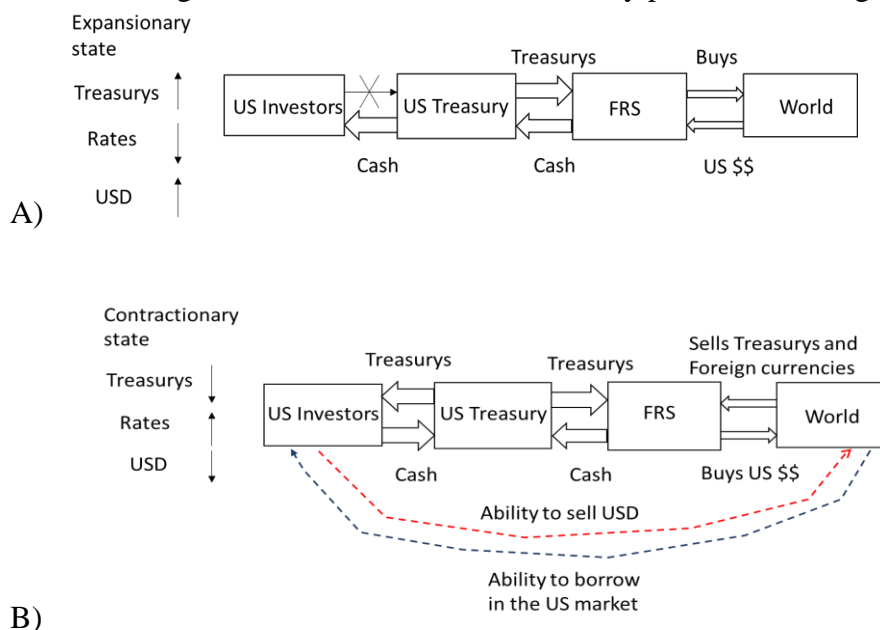 Expansionary
state
Treasurys
Rates
USD
Treasurys
Buys
US Investors
US Treasury
FRS
World
Cash
Cash
US $$
A)
Contractionary
state
Treasurys
Rates
USD
Treasurys
Treasurys
Sells Treasurys and
Foreign currencies
US Investors
US Treasury
FRS
World
Cash
Cash
Buys US $$
Ability to sell USD
Ability to borrow
in the US market
B)